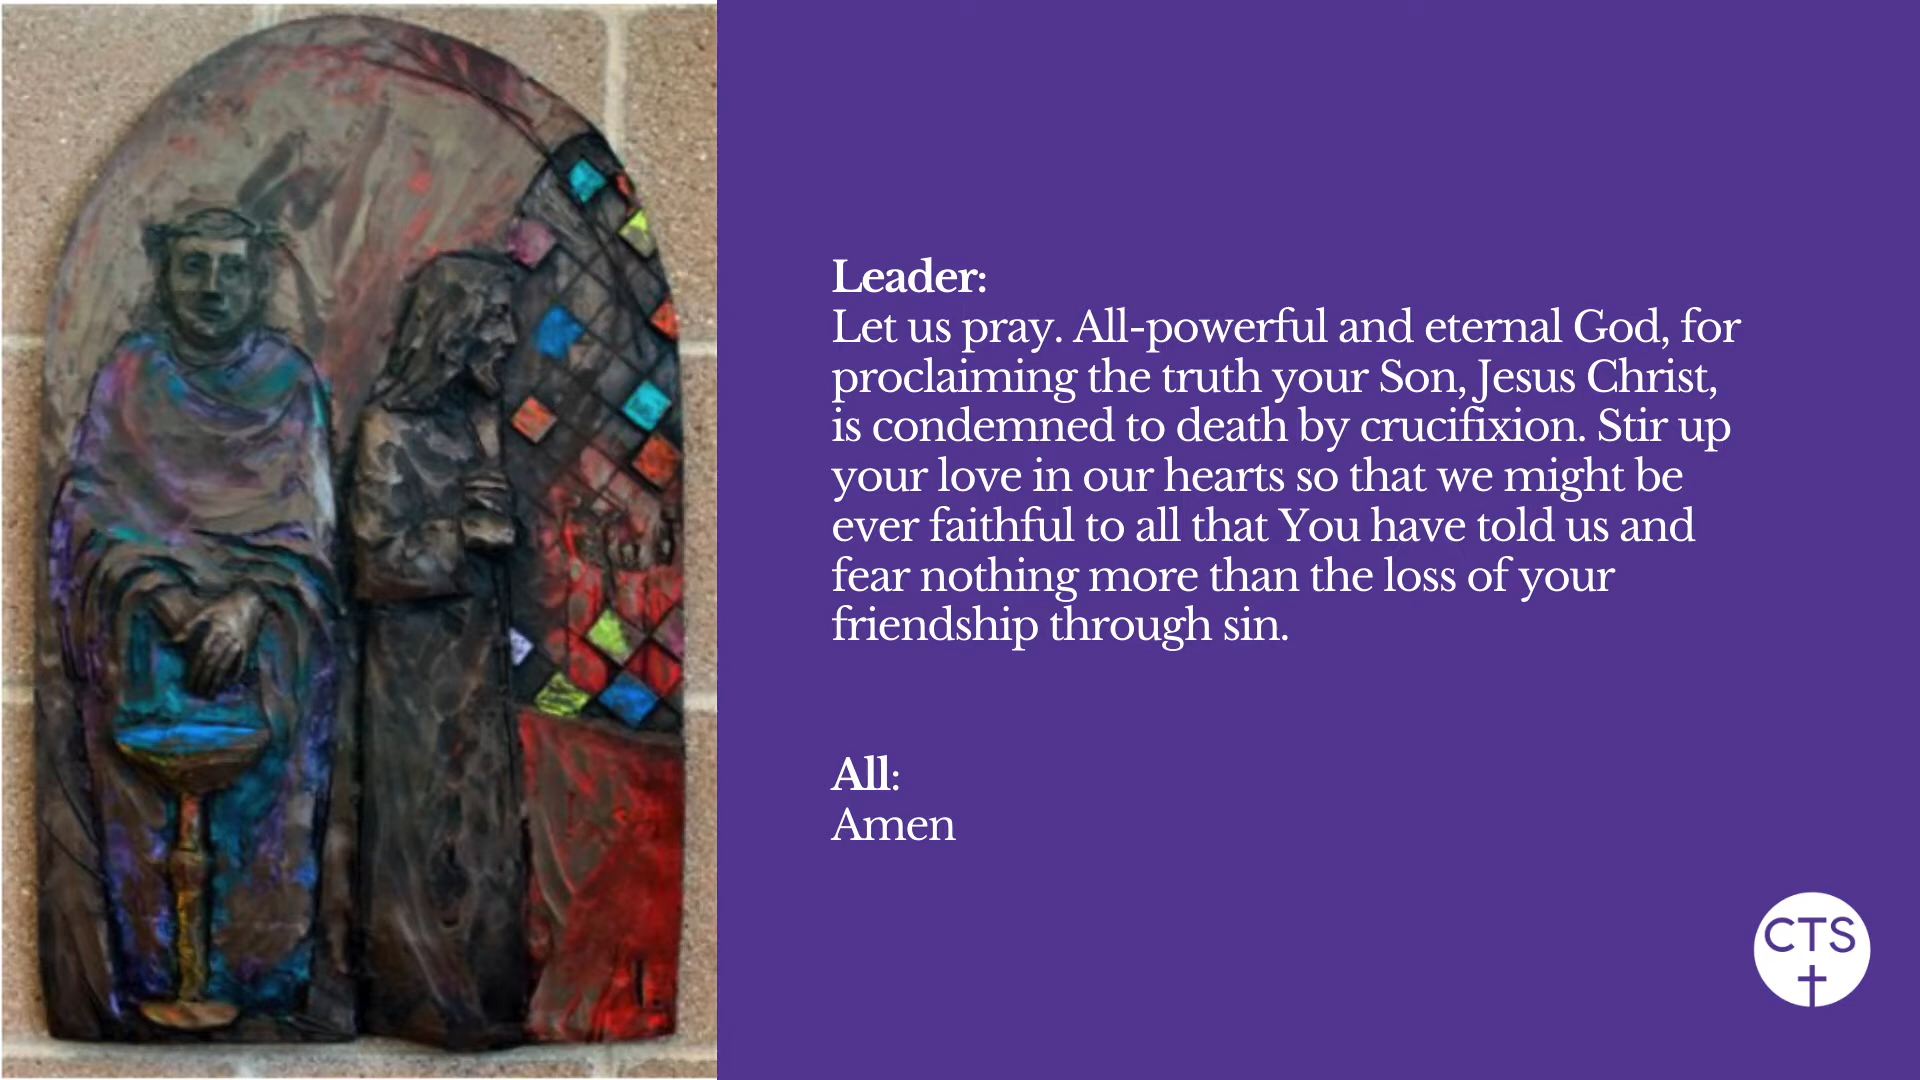 Leader:
Let us pray. All-powerful and eternal God, for
proclaiming the truth your Son, Jesus Christ,
is condemned to death by crucifixion. Stir up
your love in our hearts so that we might be
ever faithful to all that You have told us and
fear nothing more than the loss of your
friendship through sin.
All:
Amen
CTS